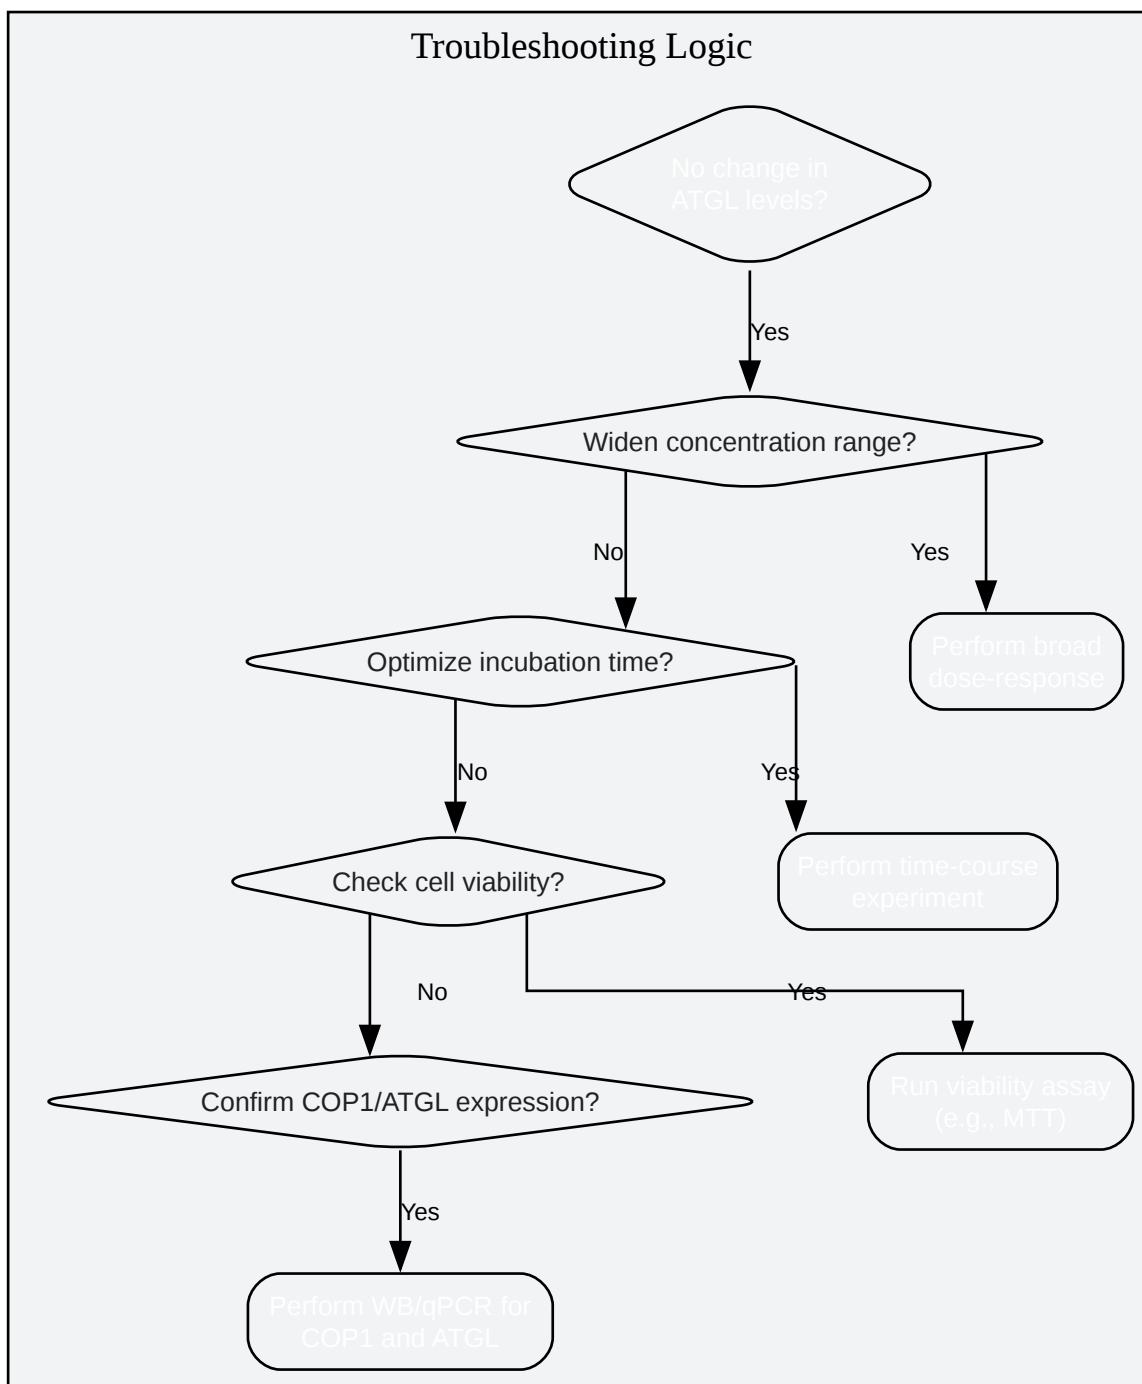 Troubleshooting Logic
No change in
ATGL levels?
Yes
Widen concentration range?
No
Yes
Optimize incubation time?
Perform broad
dose-response
No
Yes
Check cell viability?
Perform time-course
experiment
No
Yes
Confirm COP1/ATGL expression?
Run viability assay
(e.g., MTT)
Yes
Perform WB/qPCR for
COP1 and ATGL